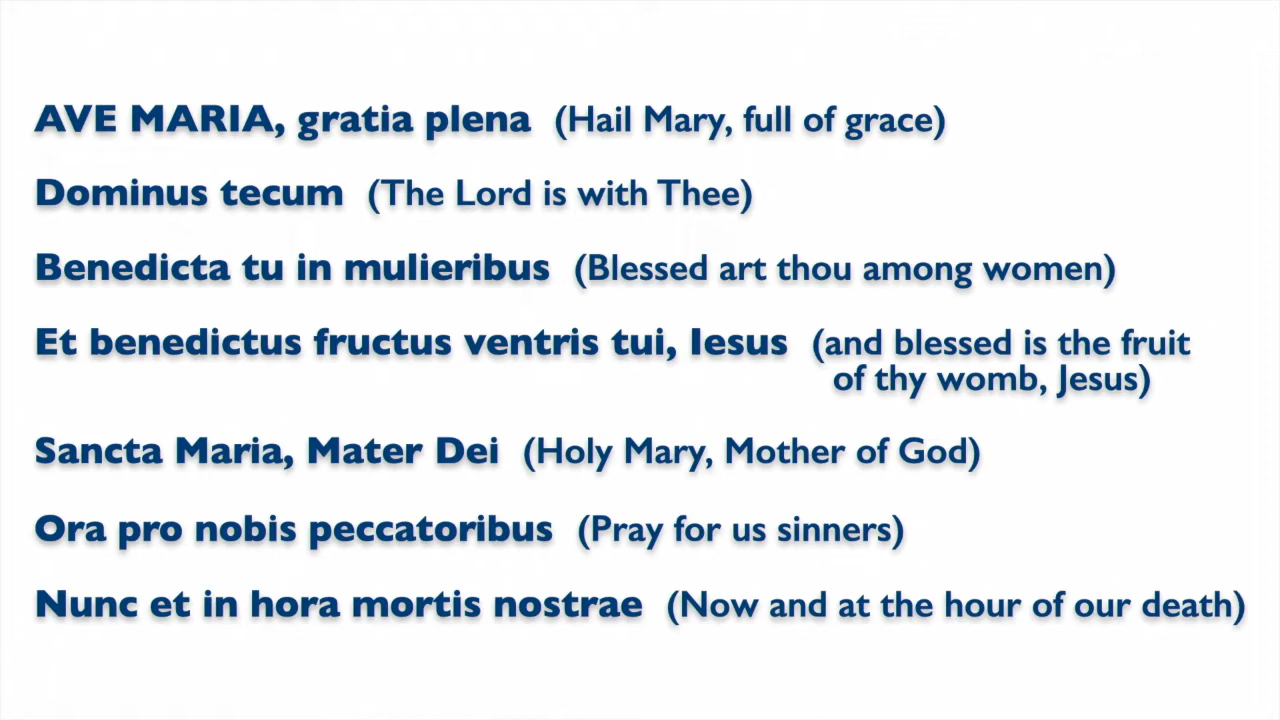 AVE MARIA, gratia plena (Hail Mary, full of grace)
Dominus tecum (The Lord is with Thee)
Benedicta tu in mulieribus (Blessed art thou among women)
Et benedictus fructus ventris tui, Iesus (and blessed is the fruit
of thy womb, Jesus)
Sancta Maria, Mater Dei (Holy Mary, Mother of God)
Ora pro nobis peccatoribus (Pray for us sinners)
Nunc et in hora mortis nostrae (Now and at the hour of our death)